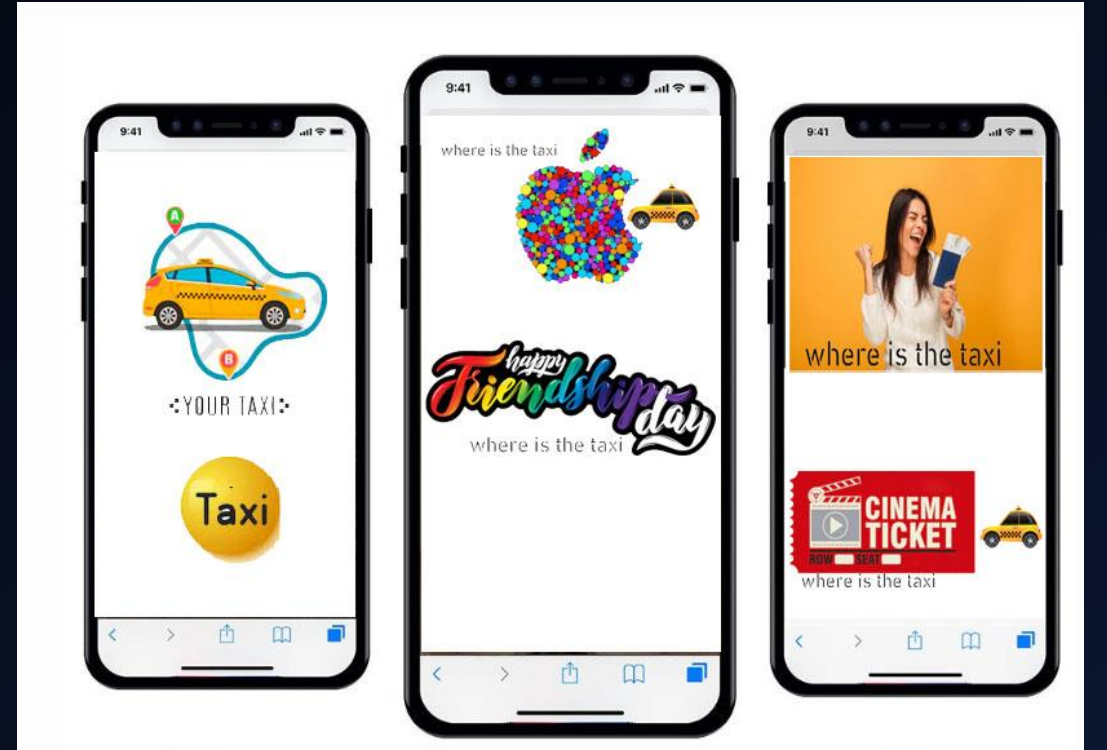 9:41
A
B
YOUR TAXI
Taxi
9:41
where is the taxi
happy
Friendship
day
where is the taxi
9:41
where is the taxi
CINEMA
TICKET
ROW SEAT
where is the taxi